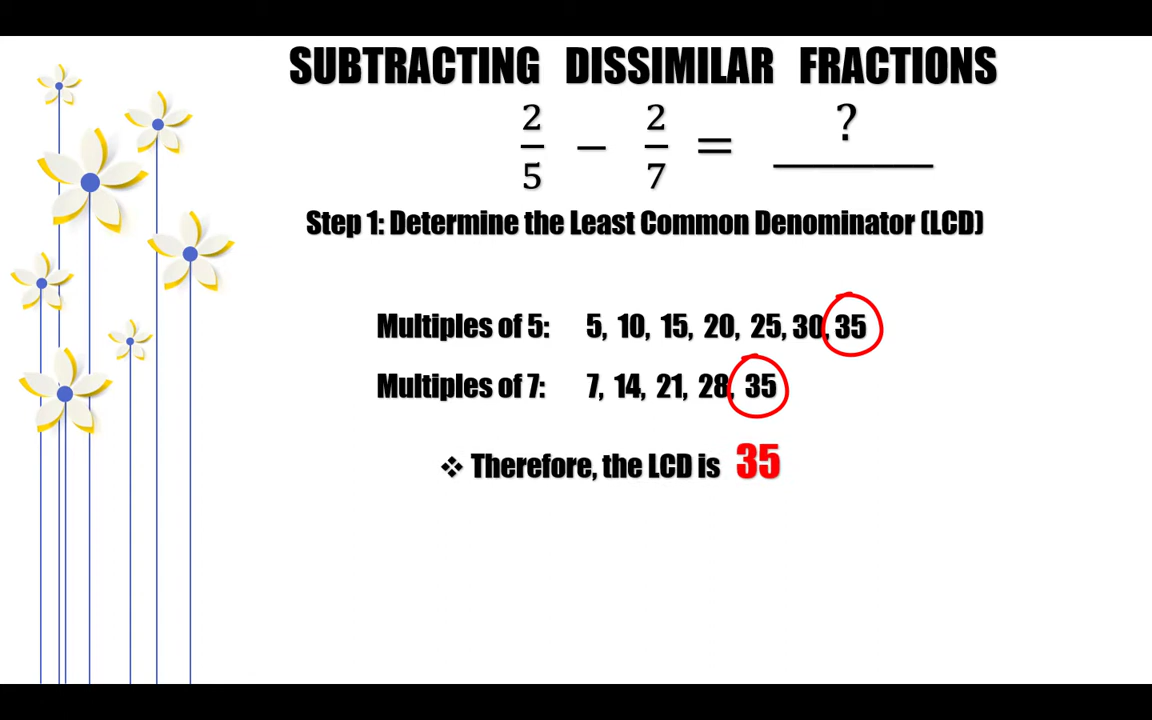 SUBTRACTING DISSIMILAR FRACTIONS
2/5 − 2/7 = ?
Step 1: Determine the Least Common Denominator (LCD)
Multiples of 5: 5, 10, 15, 20, 25, 30, 35
Multiples of 7: 7, 14, 21, 28, 35
❖ Therefore, the LCD is 35